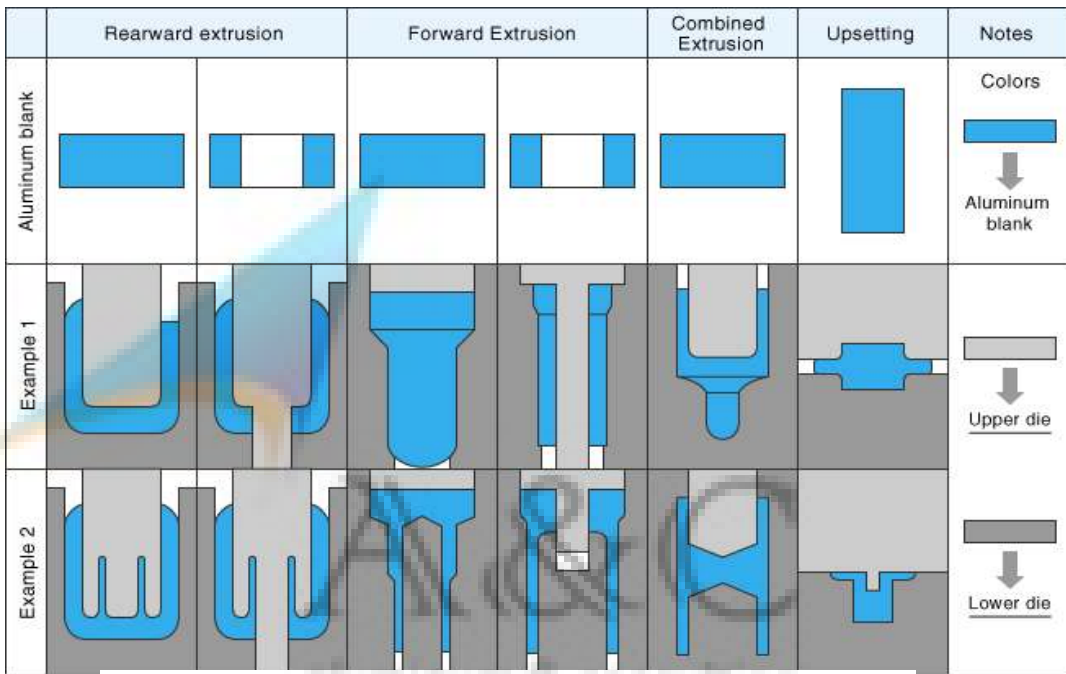 Rearward extrusion
Forward Extrusion
Combined
Extrusion
Upsetting
Notes
Aluminum blank
Colors
Aluminum
blank
Example 1
Upper die
Example 2
Lower die
A&C